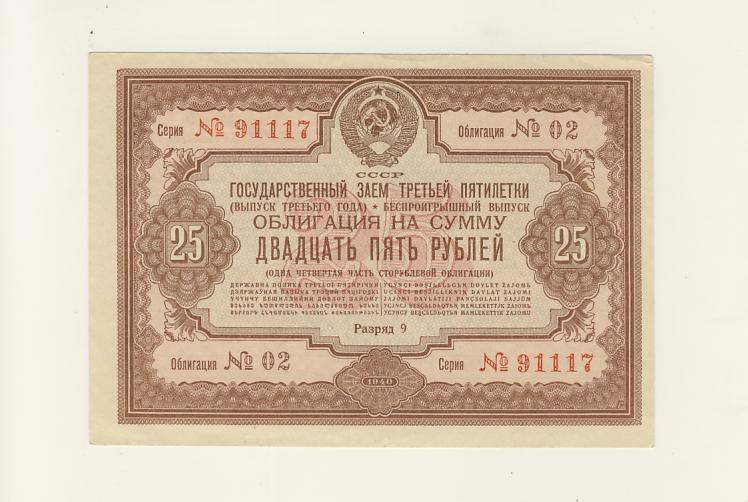 Серия № 91117 Облигация № 02
СССР
ГОСУДАРСТВЕННЫЙ ЗАЕМ ТРЕТЬЕЙ ПЯТИЛЕТКИ
(ВЫПУСК ТРЕТЬЕГО ГОДА) ★ БЕСПРОИГРЫШНЫЙ ВЫПУСК
ОБЛИГАЦИЯ НА СУММУ
25 ДВАДЦАТЬ ПЯТЬ РУБЛЕЙ 25
(ОДНА ЧЕТВЕРТАЯ ЧАСТЬ СТОРУБЛЕВОЙ ОБЛИГАЦИИ)
Разряд 9
Облигация № 02 Серия № 91117
1940